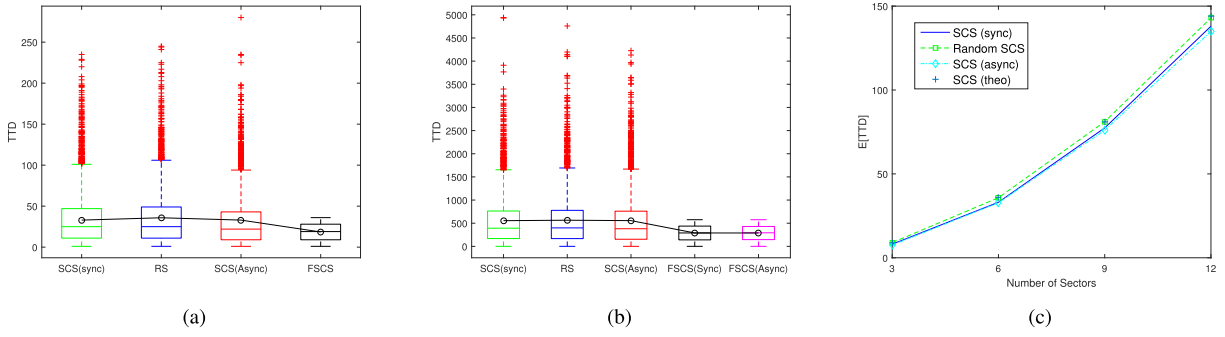 250
200
150
100
50
0
TTD
SCS(sync) RS SCS(Async) FSCS
(a)
5000
4500
4000
3500
3000
2500
2000
1500
1000
500
0
TTD
SCS(sync) RS SCS(Async) FSCS(Sync) FSCS(Async)
(b)
150
100
50
0
E[TTD]
SCS (sync)
Random SCS
SCS (async)
SCS (theo)
3 6 9 12
Number of Sectors
(c)